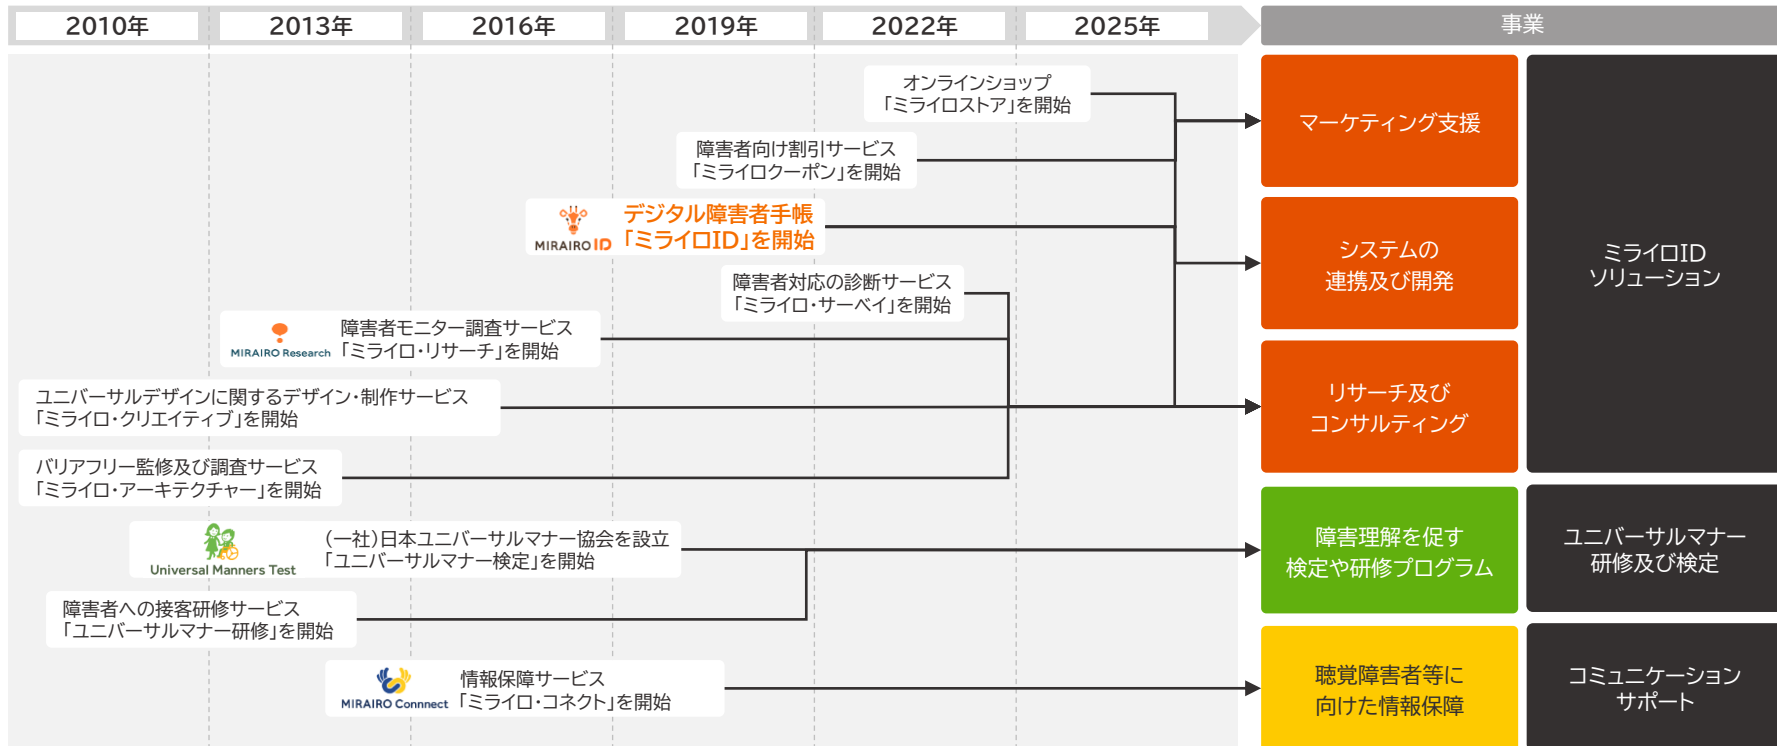 2010年
2013年
2016年
2019年
2022年
2025年
事業
オンラインショップ
「ミライロストア」を開始
障害者向け割引サービス
「ミライロクーポン」を開始
MIRAIRO ID
デジタル障害者手帳
「ミライロID」を開始
障害者対応の診断サービス
「ミライロ・サーベイ」を開始
MIRAIRO Research
障害者モニター調査サービス
「ミライロ・リサーチ」を開始
ユニバーサルデザインに関するデザイン・制作サービス
「ミライロ・クリエイティブ」を開始
バリアフリー監修及び調査サービス
「ミライロ・アーキテクチャー」を開始
Universal Manners Test
(一社)日本ユニバーサルマナー協会を設立
「ユニバーサルマナー検定」を開始
障害者への接客研修サービス
「ユニバーサルマナー研修」を開始
MIRAIRO Connnect
情報保障サービス
「ミライロ・コネクト」を開始
マーケティング支援
システムの
連携及び開発
リサーチ及び
コンサルティング
ミライロID
ソリューション
障害理解を促す
検定や研修プログラム
ユニバーサルマナー
研修及び検定
聴覚障害者等に
向けた情報保障
コミュニケーション
サポート